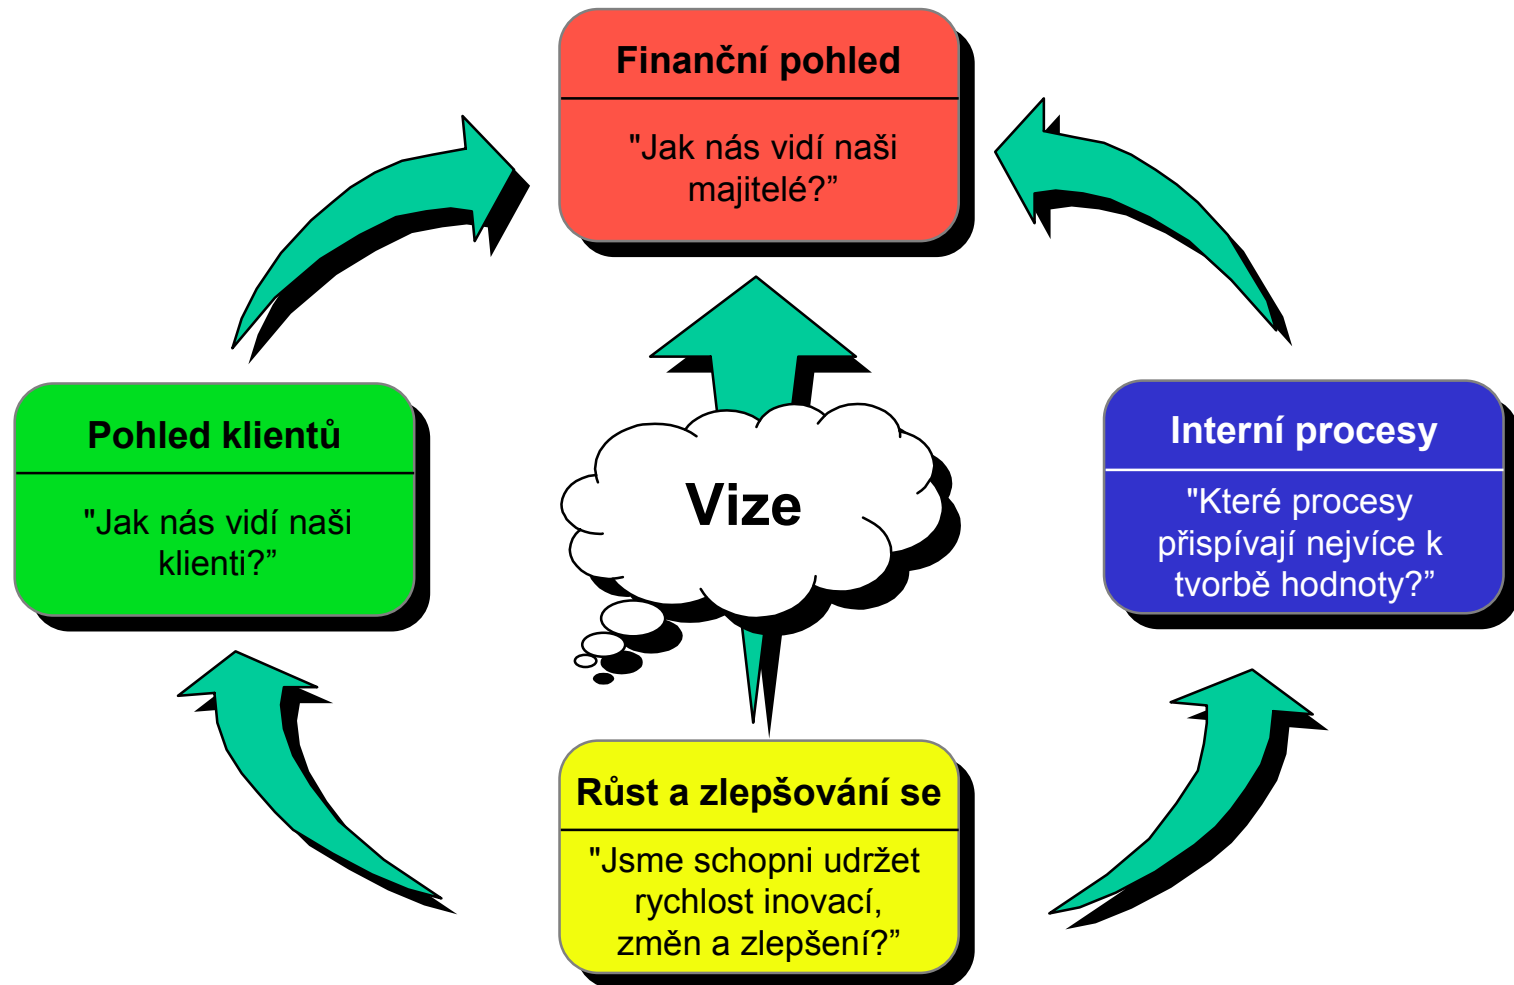 Finanční pohled
"Jak nás vidí naši
majitelé?”
Pohled klientů
"Jak nás vidí naši
klienti?”
Vize
Interní procesy
"Které procesy
přispívají nejvíce k
tvorbě hodnoty?”
Růst a zlepšování se
"Jsme schopni udržet
rychlost inovací,
změn a zlepšení?”